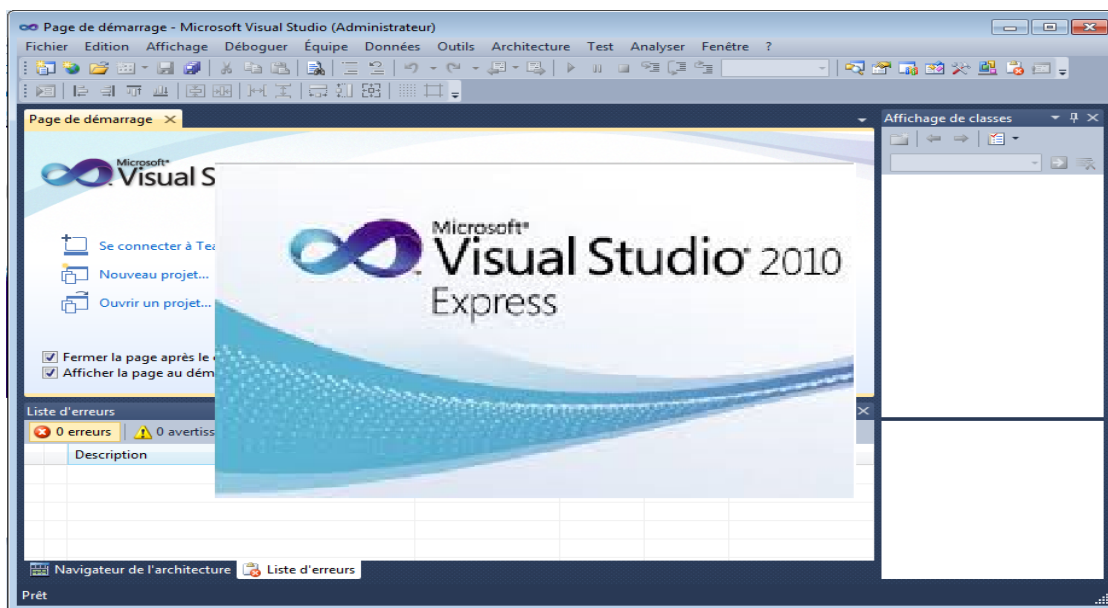 Page de démarrage - Microsoft Visual Studio (Administrateur)
Fichier Edition Affichage Déboguer Équipe Données Outils Architecture Test Analyser Fenêtre ?
Page de démarrage
Affichage de classes
Microsoft®
Visual S
Microsoft®
Visual Studio® 2010
Express
Se connecter à Tea
Nouveau projet...
Ouvrir un projet...
Fermer la page après le
Afficher la page au dém
Liste d'erreurs
0 erreurs 0 avertiss
Description
Navigateur de l'architecture Liste d'erreurs
Prêt